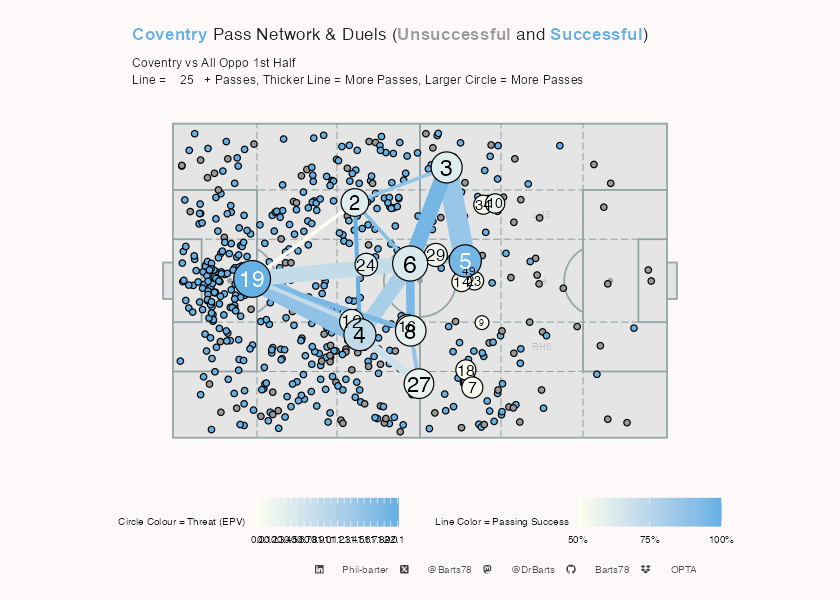 Coventry Pass Network & Duels (Unsuccessful and Successful)
Coventry vs All Oppo 1st Half
Line = 25 + Passes, Thicker Line = More Passes, Larger Circle = More Passes
3
2
34 10
29
24 6 5
49
19 14 23
12 16 9
4 8
RHS
18
27 7
Circle Colour = Threat (EPV)
Line Color = Passing Success
50% 75% 100%
Phil-barter @Barts78 @DrBarts Barts78 OPTA